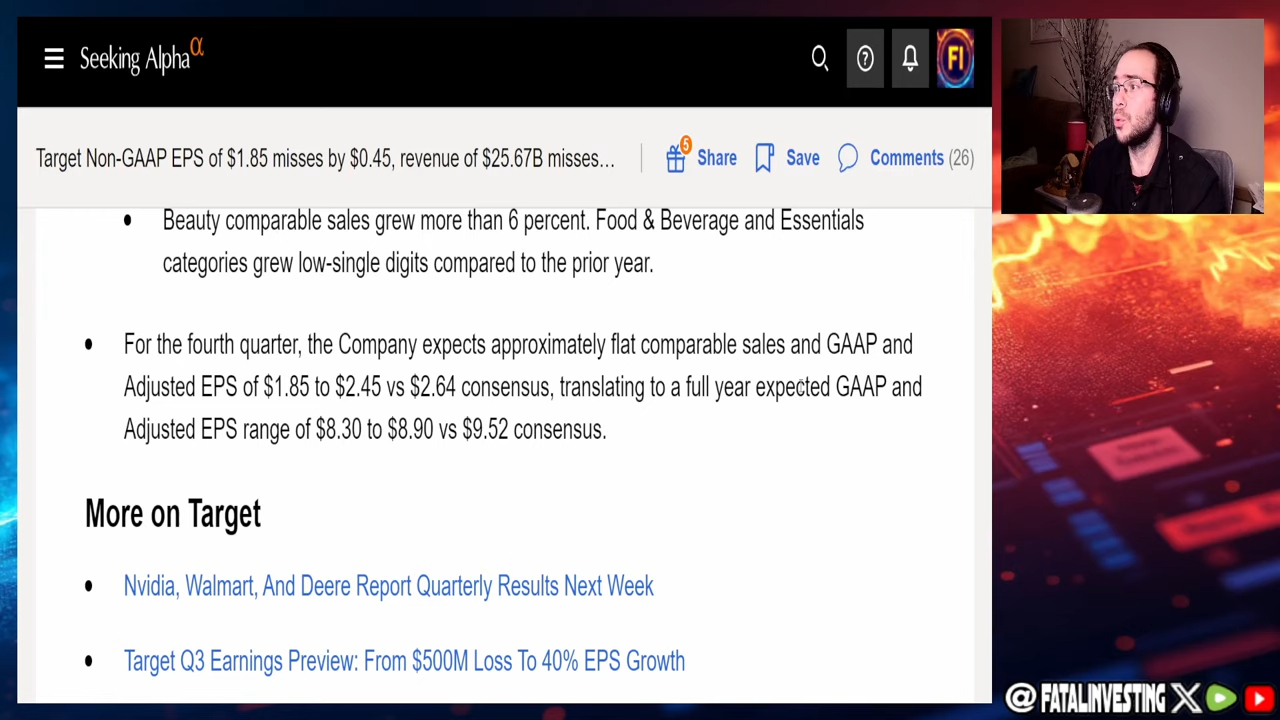 Seeking Alpha α
FI
Target Non-GAAP EPS of $1.85 misses by $0.45, revenue of $25.67B misses…
5
Share
Save
Comments (26)
• Beauty comparable sales grew more than 6 percent. Food & Beverage and Essentials
categories grew low-single digits compared to the prior year.
• For the fourth quarter, the Company expects approximately flat comparable sales and GAAP and
Adjusted EPS of $1.85 to $2.45 vs $2.64 consensus, translating to a full year expected GAAP and
Adjusted EPS range of $8.30 to $8.90 vs $9.52 consensus.
More on Target
• Nvidia, Walmart, And Deere Report Quarterly Results Next Week
• Target Q3 Earnings Preview: From $500M Loss To 40% EPS Growth
@FATALINVESTING X